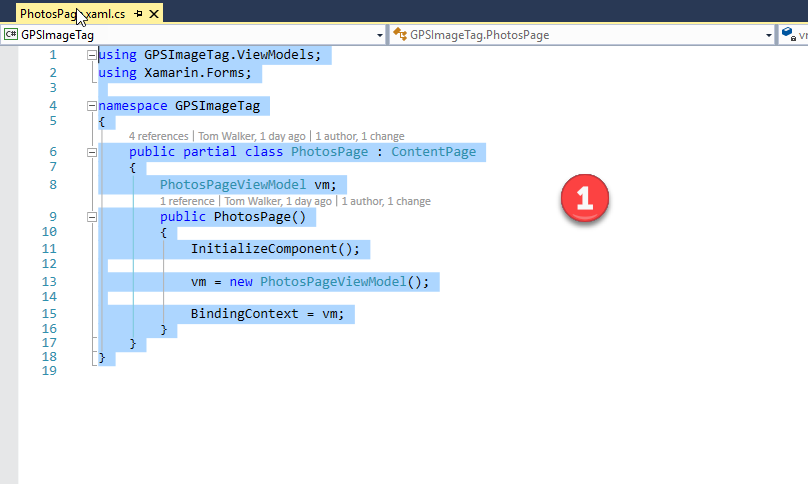 PhotosPage.xaml.cs
C# GPSImageTag GPSImageTag.PhotosPage
1 using GPSImageTag.ViewModels;
2 using Xamarin.Forms;
3
4 namespace GPSImageTag
5 {
4 references | Tom Walker, 1 day ago | 1 author, 1 change
6 public partial class PhotosPage : ContentPage
7 {
8 PhotosPageViewModel vm;
1 reference | Tom Walker, 1 day ago | 1 author, 1 change
9 public PhotosPage()
10 {
11 InitializeComponent();
12
13 vm = new PhotosPageViewModel();
14
15 BindingContext = vm;
16 }
17 }
18 }
19
1